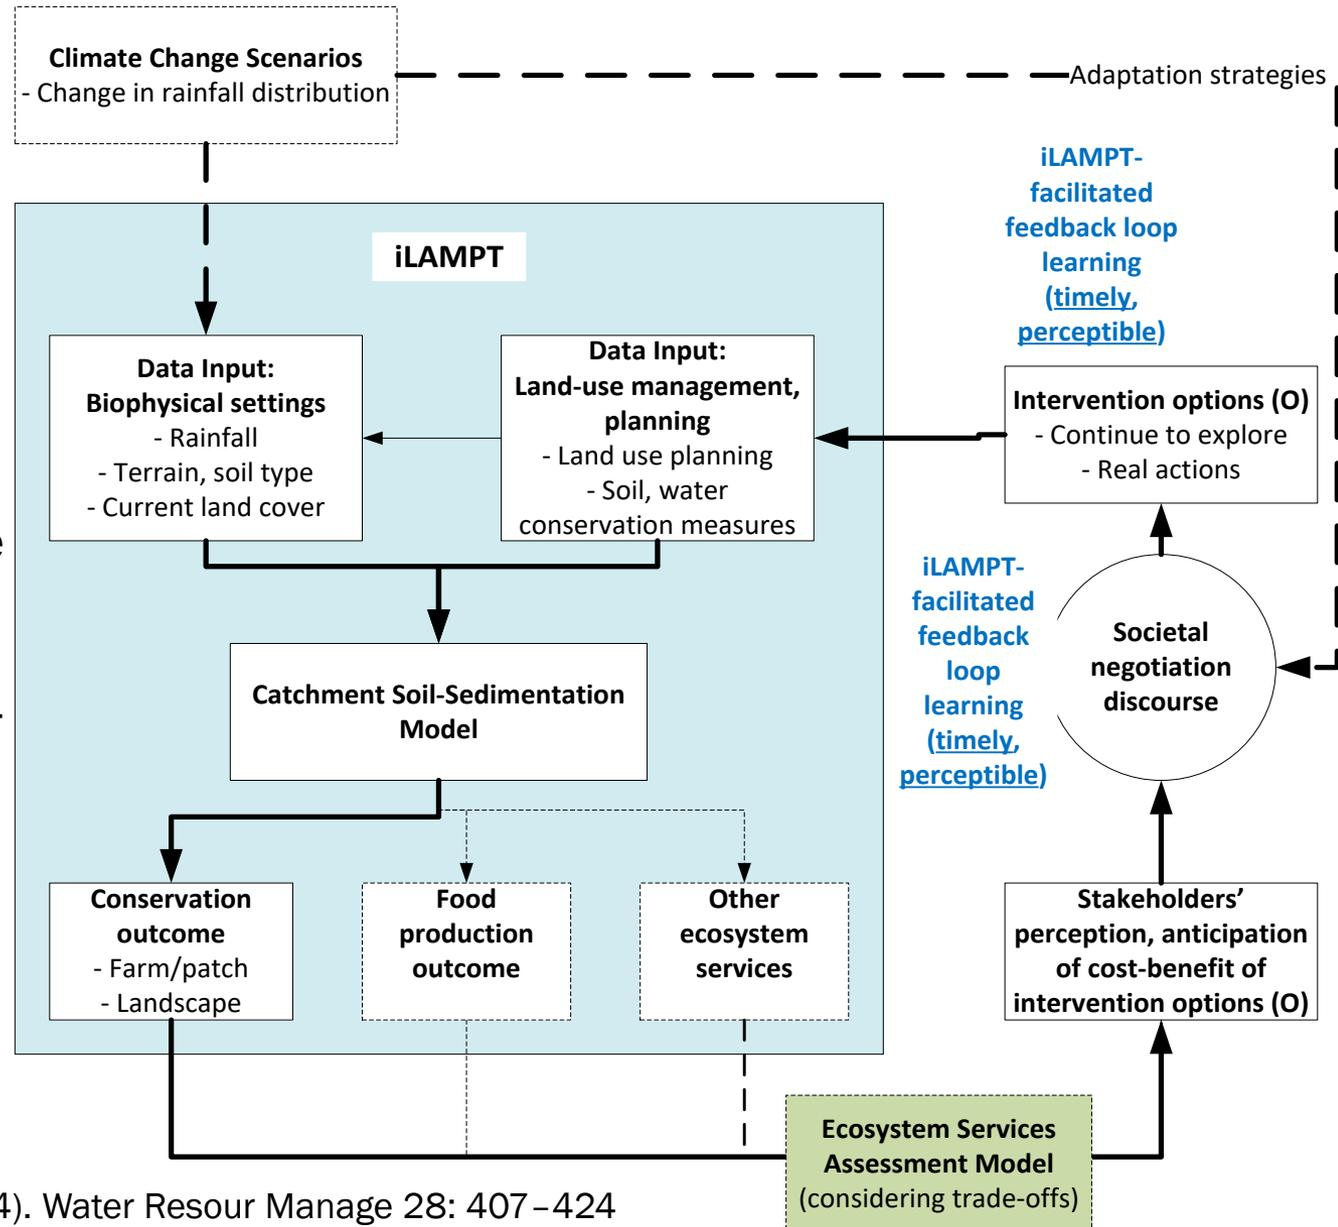 Climate Change Scenarios
- Change in rainfall distribution
Adaptation strategies
iLAMPT-
facilitated
feedback loop
learning
(timely,
perceptible)
iLAMPT
Data Input:
Biophysical settings
- Rainfall
- Terrain, soil type
- Current land cover
Data Input:
Land-use management,
planning
- Land use planning
- Soil, water
conservation measures
Intervention options (O)
- Continue to explore
- Real actions
iLAMPT-
facilitated
feedback
loop
learning
(timely,
perceptible)
Societal
negotiation
discourse
Catchment Soil-Sedimentation
Model
Conservation
outcome
- Farm/patch
- Landscape
Food
production
outcome
Other
ecosystem
services
Stakeholders’
perception, anticipation
of cost-benefit of
intervention options (O)
Ecosystem Services
Assessment Model
(considering trade-offs)
4). Water Resour Manage 28: 407–424